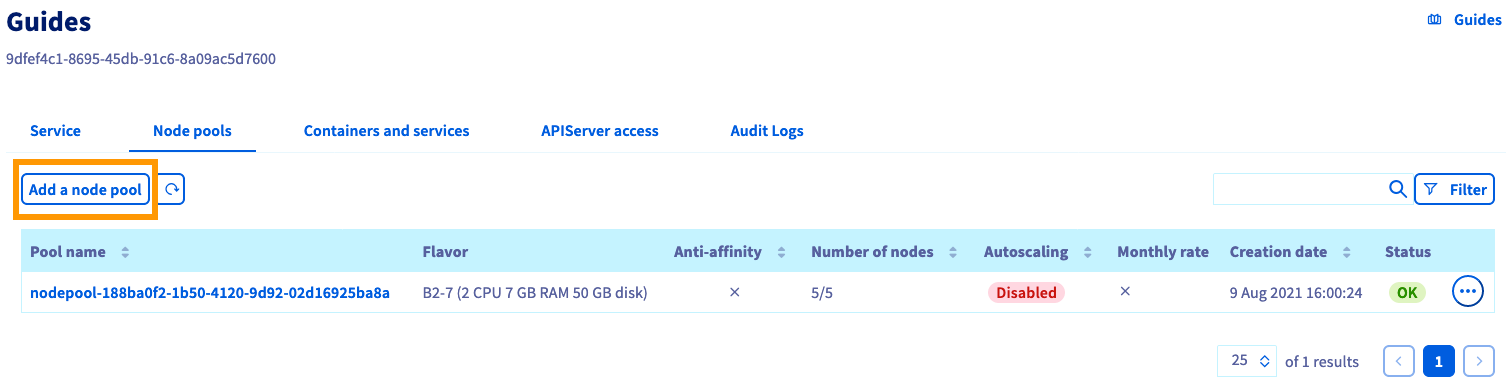 Guides
Guides
9dfef4c1-8695-45db-91c6-8a09ac5d7600
Service Node pools Containers and services APIServer access Audit Logs
Add a node pool Filter
Pool name Flavor Anti-affinity Number of nodes Autoscaling Monthly rate Creation date Status
nodepool-188ba0f2-1b50-4120-9d92-02d16925ba8a B2-7 (2 CPU 7 GB RAM 50 GB disk) 5/5 Disabled 9 Aug 2021 16:00:24 OK
25 of 1 results 1